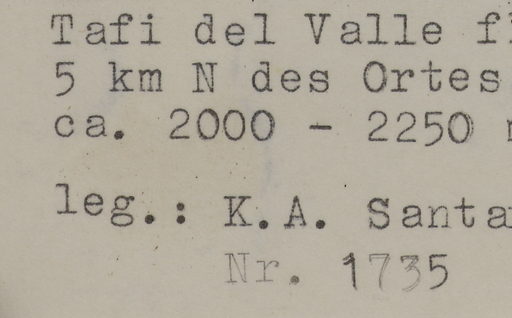 Tafi del Valle
5 km N des Ortes
ca. 2000 - 2250
leg.: K.A.
Nr. 1735